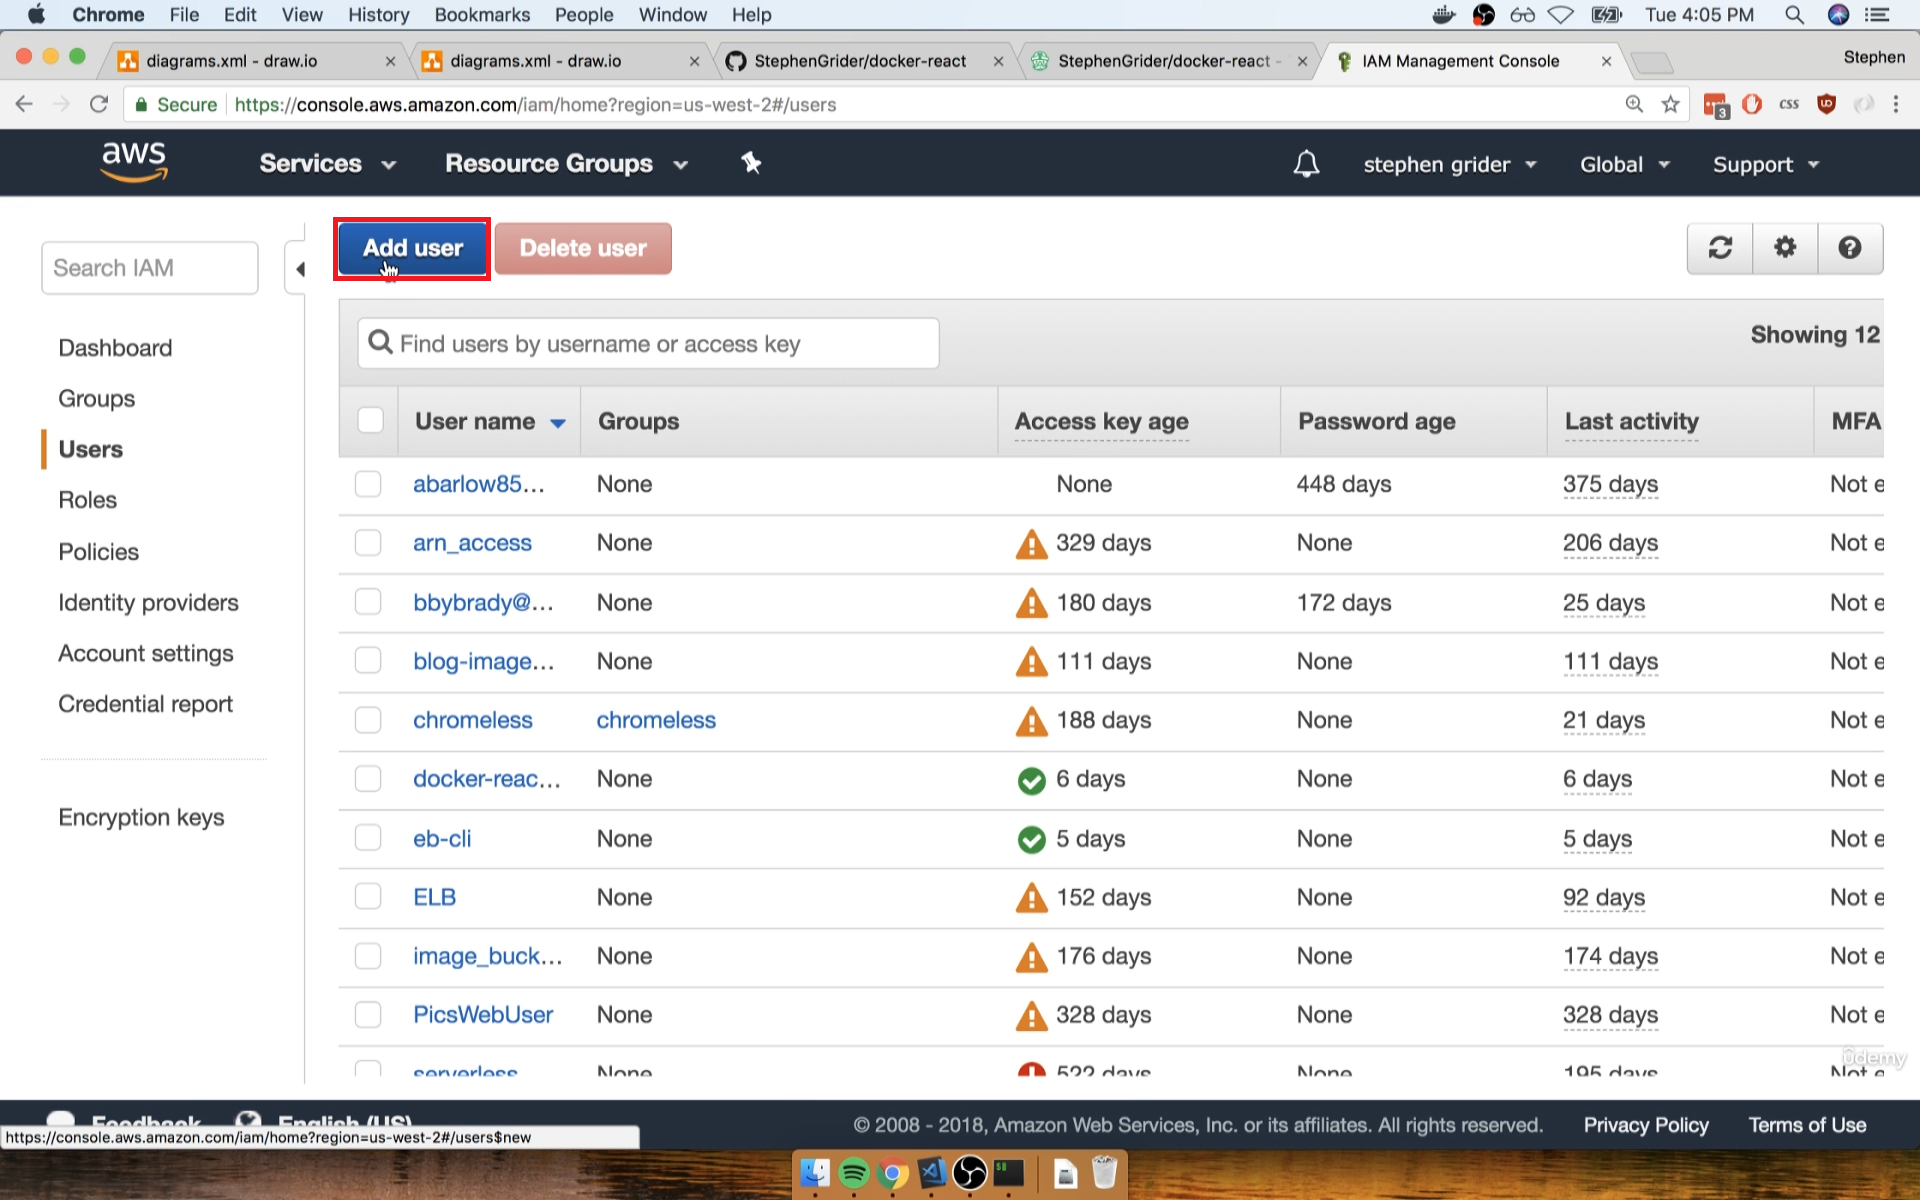 Chrome File Edit View History Bookmarks People Window Help Tue 4:05 PM
diagrams.xml - draw.io diagrams.xml - draw.io StephenGrider/docker-react StephenGrider/docker-react - IAM Management Console Stephen
Secure https://console.aws.amazon.com/iam/home?region=us-west-2#/users 3 css
aws Services Resource Groups stephen grider Global Support
Search IAM
Add user Delete user
Dashboard
Groups
Users
Roles
Policies
Identity providers
Account settings
Credential report
Encryption keys
Find users by username or access key Showing 12
User name Groups Access key age Password age Last activity MFA
abarlow85... None None 448 days 375 days Not e
arn_access None 329 days None 206 days Not e
bbybrady@... None 180 days 172 days 25 days Not e
blog-image... None 111 days None 111 days Not e
chromeless chromeless 188 days None 21 days Not e
docker-reac... None 6 days None 6 days Not e
eb-cli None 5 days None 5 days Not e
ELB None 152 days None 92 days Not e
image_buck... None 176 days None 174 days Not e
PicsWebUser None 328 days None 328 days Not e
serverless None 522 days None 195 days Not e
ûdemy
Feedback English (US) © 2008 - 2018, Amazon Web Services, Inc. or its affiliates. All rights reserved. Privacy Policy Terms of Use
https://console.aws.amazon.com/iam/home?region=us-west-2#/users$new